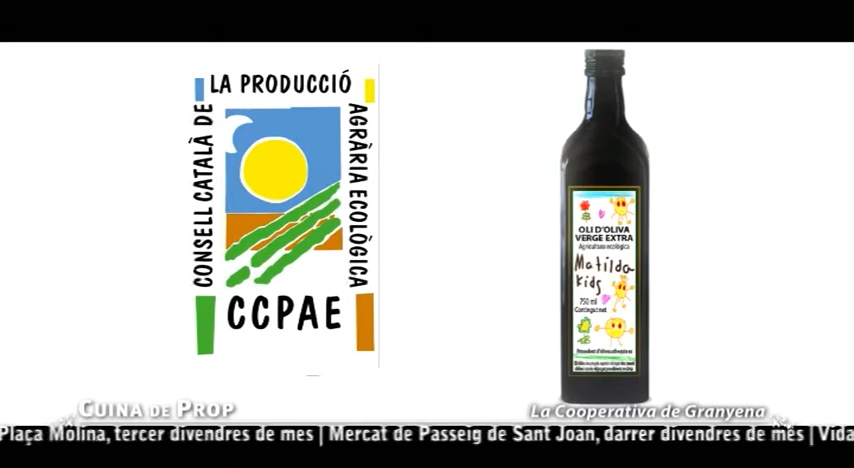 LA PRODUCCIÓ
CONSELL CATALÀ DE
AGRÀRIA ECOLÒGICA
CCPAE
OLI D'OLIVA
VERGE EXTRA
Agricultura ecològica
Matilda
Kids
750 ml
Contingut net
CUINA DE PROP
La Cooperativa de Granyena
Plaça Molina, tercer divendres de mes | Mercat de Passeig de Sant Joan, darrer divendres de mes | Vida